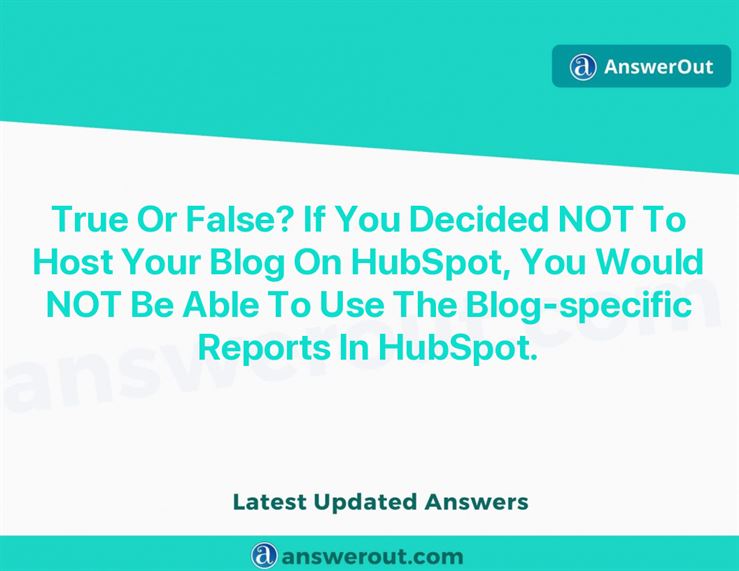 AnswerOut
True Or False? If You Decided NOT To
Host Your Blog On HubSpot, You Would
NOT Be Able To Use The Blog-specific
Reports In HubSpot.
answerout.com
Latest Updated Answers
answerout.com